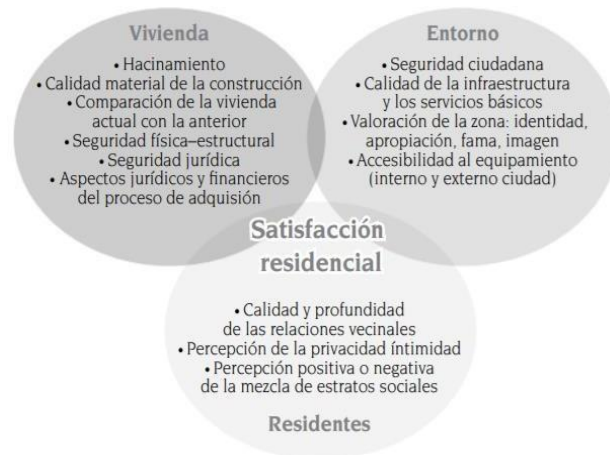 Vivienda
• Hacinamiento
• Calidad material de la construcción
• Comparación de la vivienda
actual con la anterior
• Seguridad física–estructural
• Seguridad jurídica
• Aspectos jurídicos y financieros
del proceso de adquisión
Entorno
• Seguridad ciudadana
• Calidad de la infraestructura
y los servicios básicos
• Valoración de la zona: identidad,
apropiación, fama, imagen
• Accesibilidad al equipamiento
(interno y externo ciudad)
Satisfacción
residencial
• Calidad y profundidad
de las relaciones vecinales
• Percepción de la privacidad íntimidad
• Percepción positiva o negativa
de la mezcla de estratos sociales
Residentes